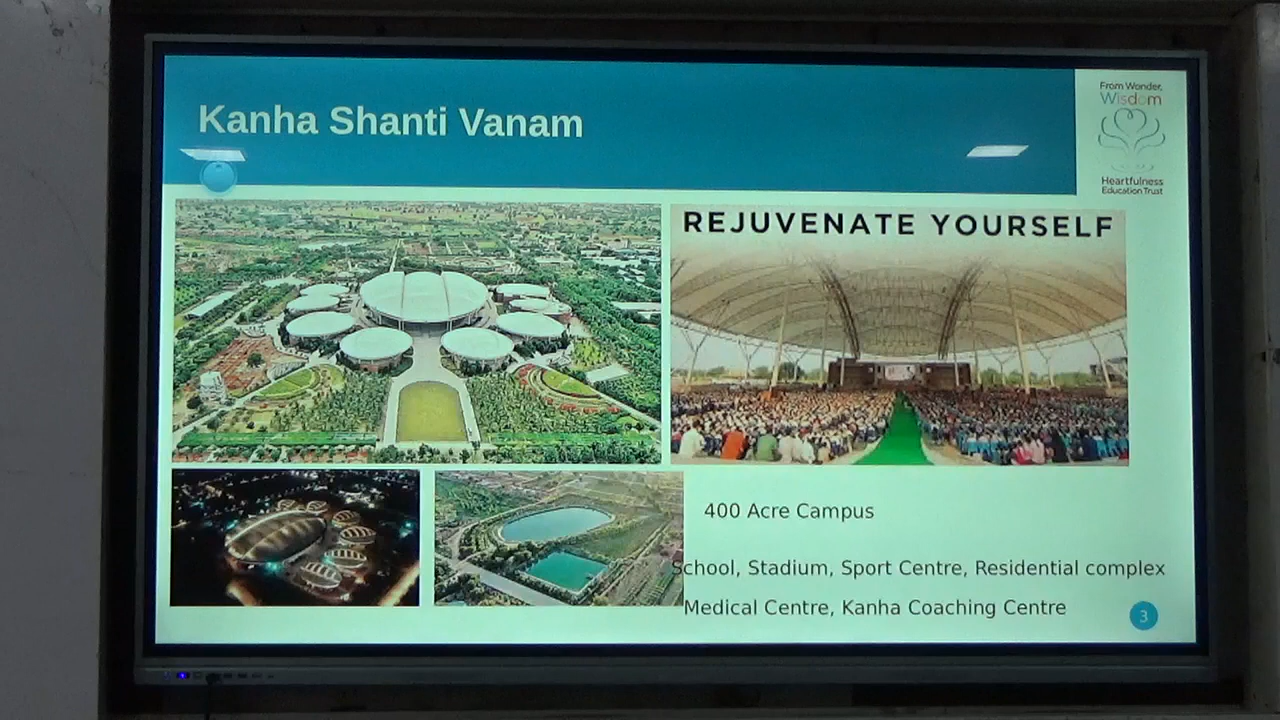 Kanha Shanti Vanam
From Wonder,
Wisdom
Heartfulness
Education Trust
REJUVENATE YOURSELF
400 Acre Campus
School, Stadium, Sport Centre, Residential complex
Medical Centre, Kanha Coaching Centre
3